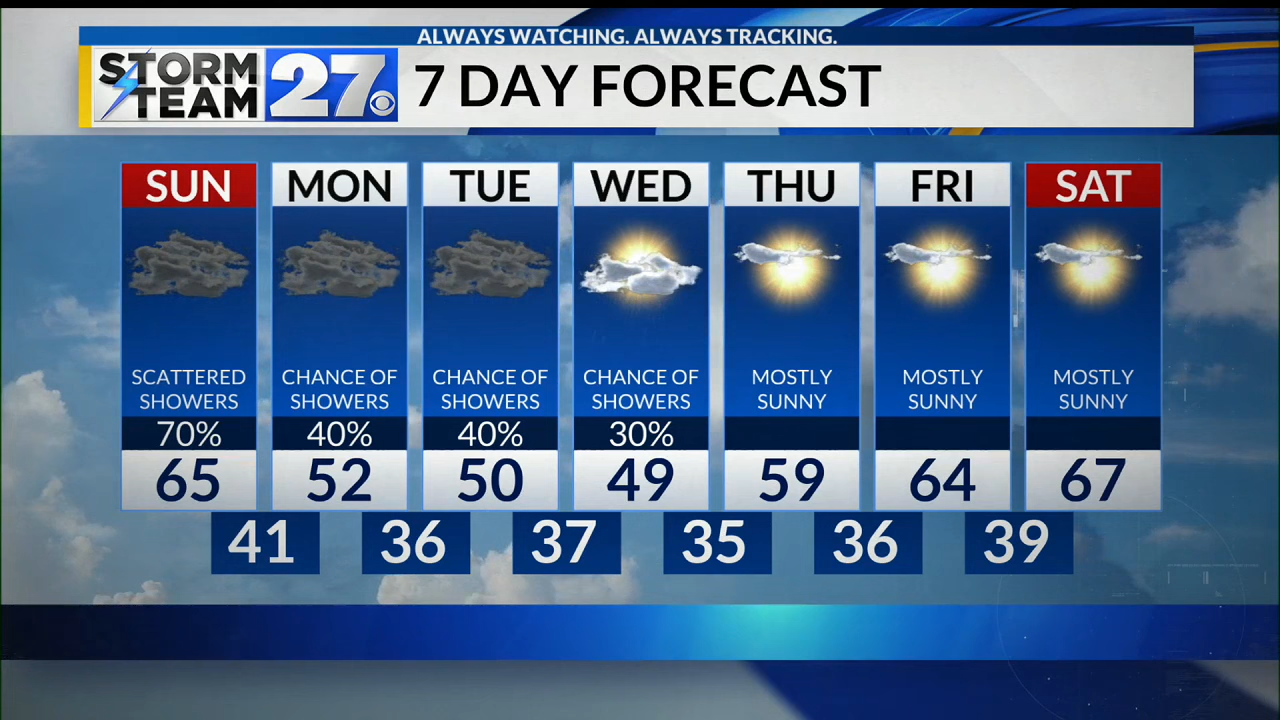 ALWAYS WATCHING. ALWAYS TRACKING.
STORM TEAM 27
7 DAY FORECAST
SUN MON TUE WED THU FRI SAT
SCATTERED CHANCE OF CHANCE OF CHANCE OF MOSTLY MOSTLY MOSTLY
SHOWERS SHOWERS SHOWERS SHOWERS SUNNY SUNNY SUNNY
70% 40% 40% 30%
65 52 50 49 59 64 67
41 36 37 35 36 39